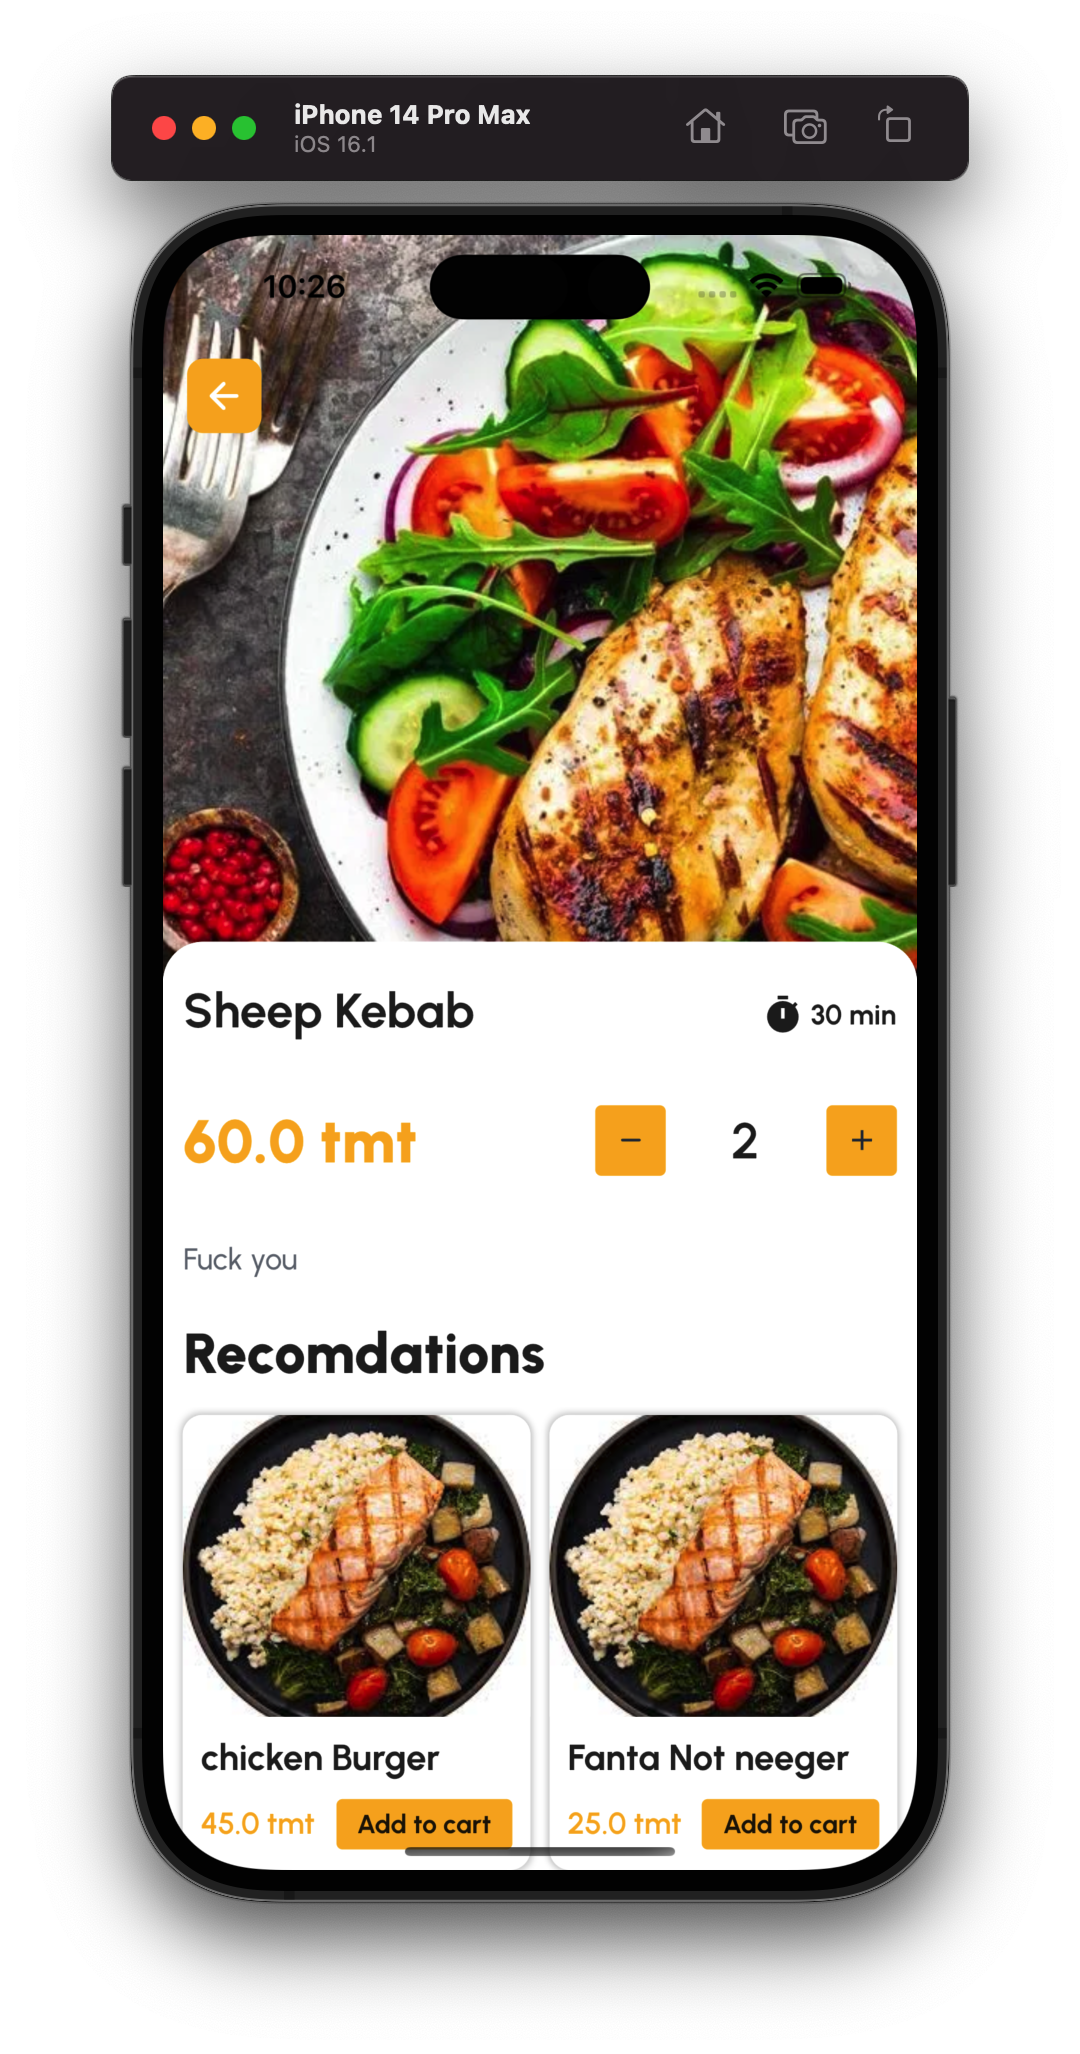 iPhone 14 Pro Max
iOS 16.1
10:26
Sheep Kebab
30 min
60.0 tmt
−
2
+
Fuck you
Recomdations
chicken Burger
45.0 tmt
Add to cart
Fanta Not neeger
25.0 tmt
Add to cart